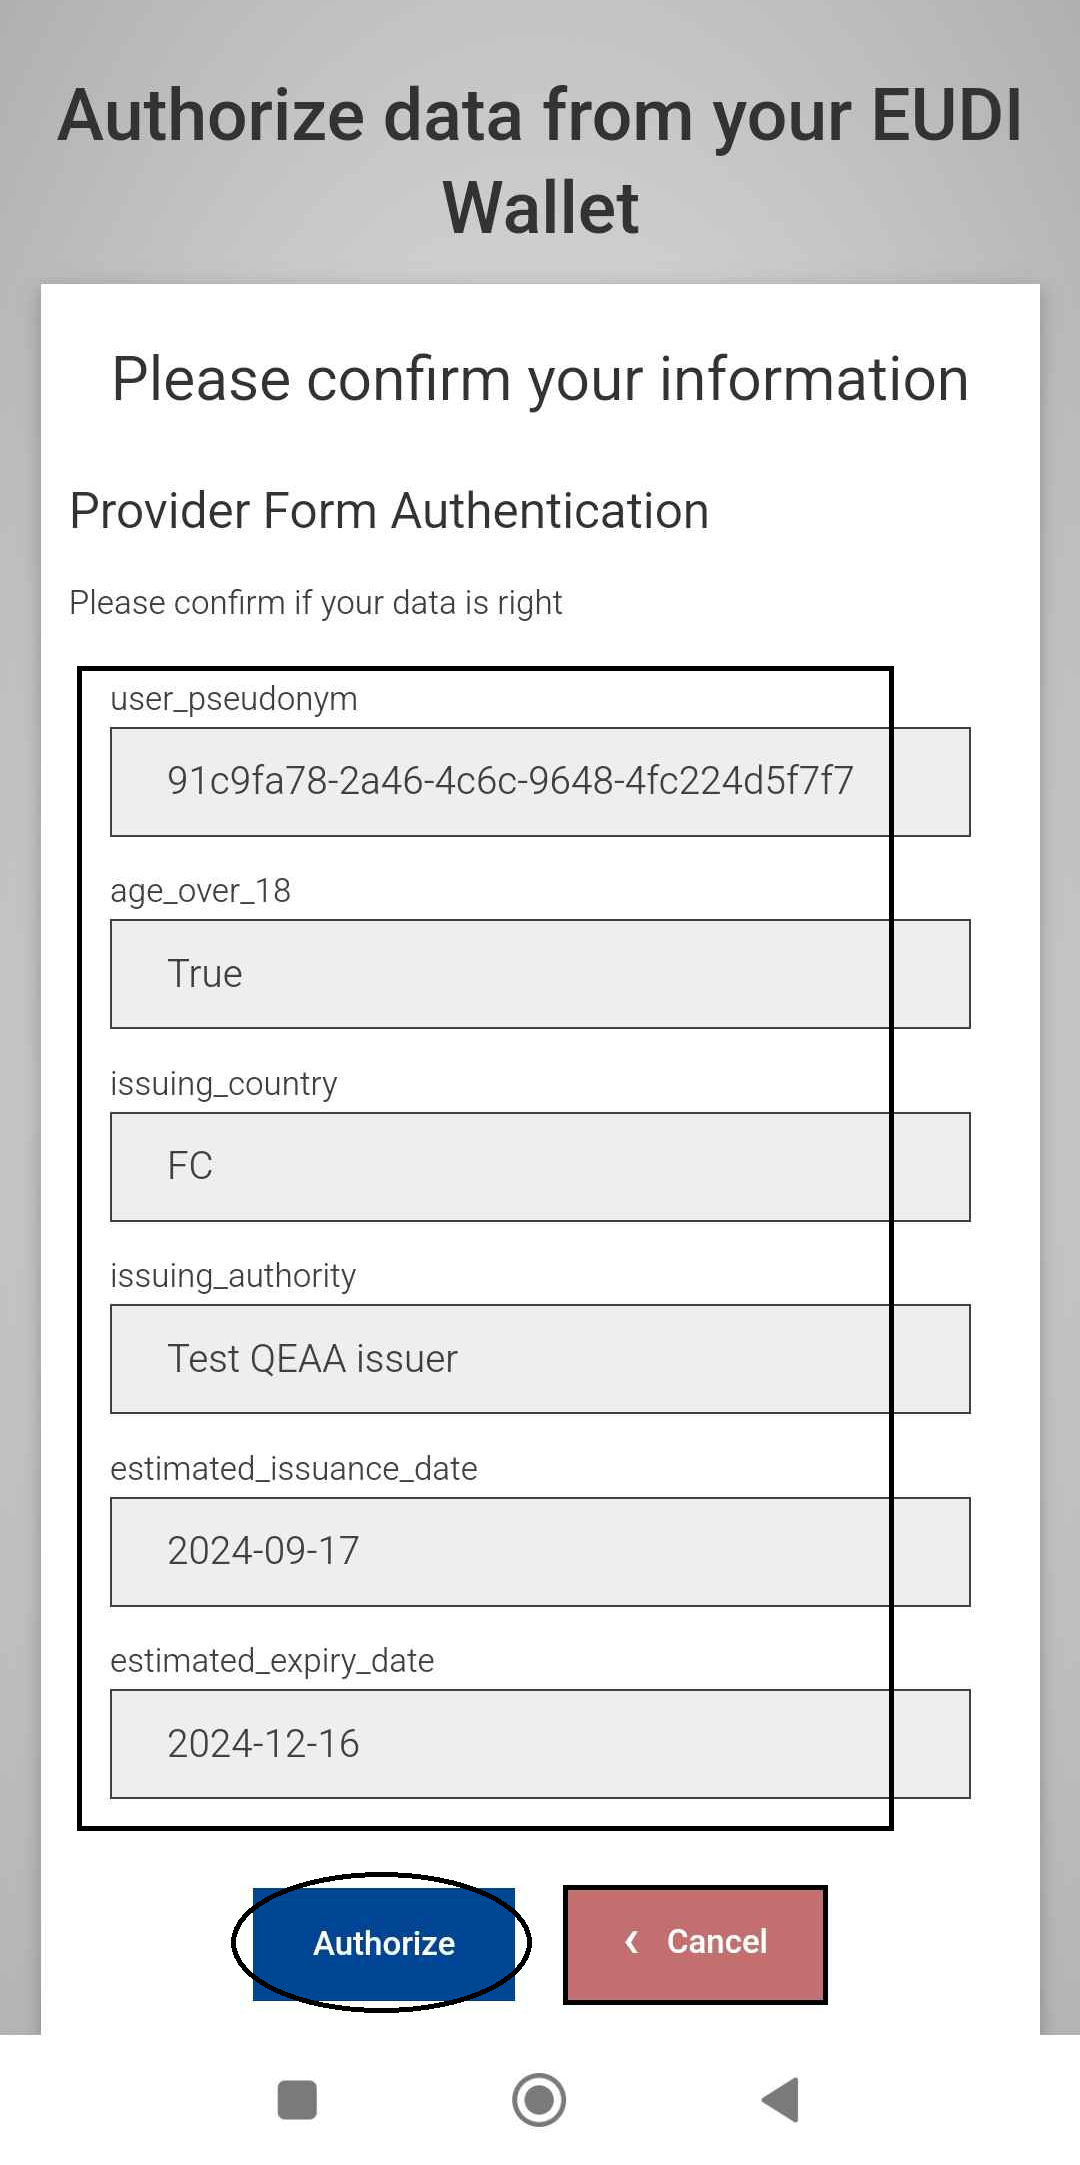 Authorize data from your EUDI
Wallet
Please confirm your information
Provider Form Authentication
Please confirm if your data is right
user_pseudonym
91c9fa78-2a46-4c6c-9648-4fc224d5f7f7
age_over_18
True
issuing_country
FC
issuing_authority
Test QEAA issuer
estimated_issuance_date
2024-09-17
estimated_expiry_date
2024-12-16
Authorize
‹ Cancel